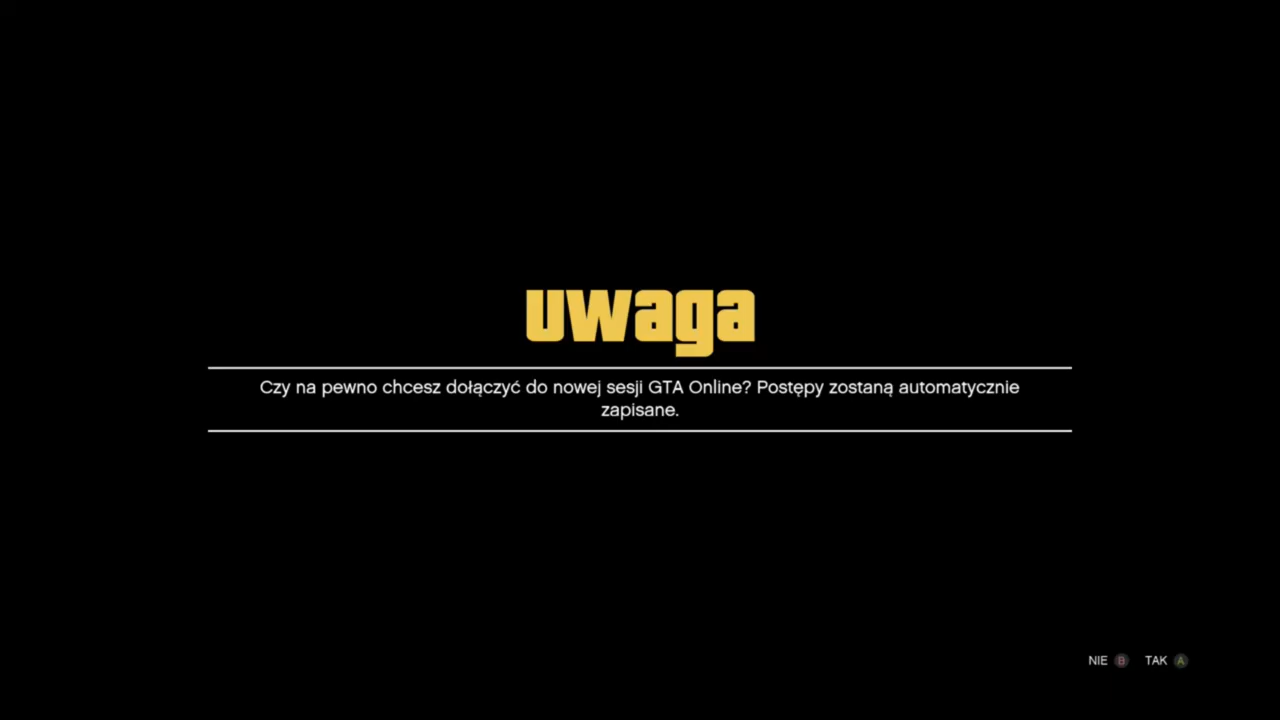 uwaga
Czy na pewno chcesz dołączyć do nowej sesji GTA Online? Postępy zostaną automatycznie
zapisane.
NIE B TAK A